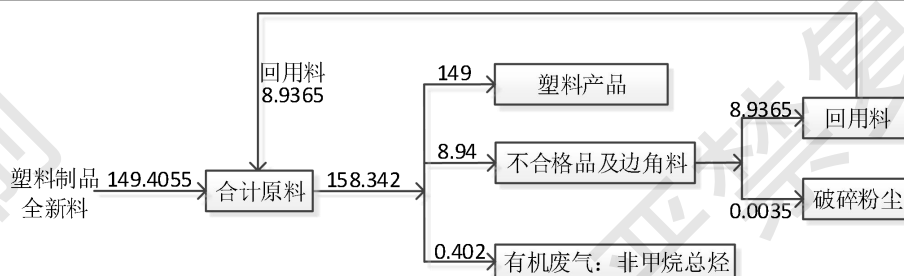 回用料
8.9365
149
塑料产品
8.9365
回用料
8.94
不合格品及边角料
塑料制品
全新料
149.4055
合计原料
158.342
0.0035
破碎粉尘
0.402
有机废气：非甲烷总烃
严禁复